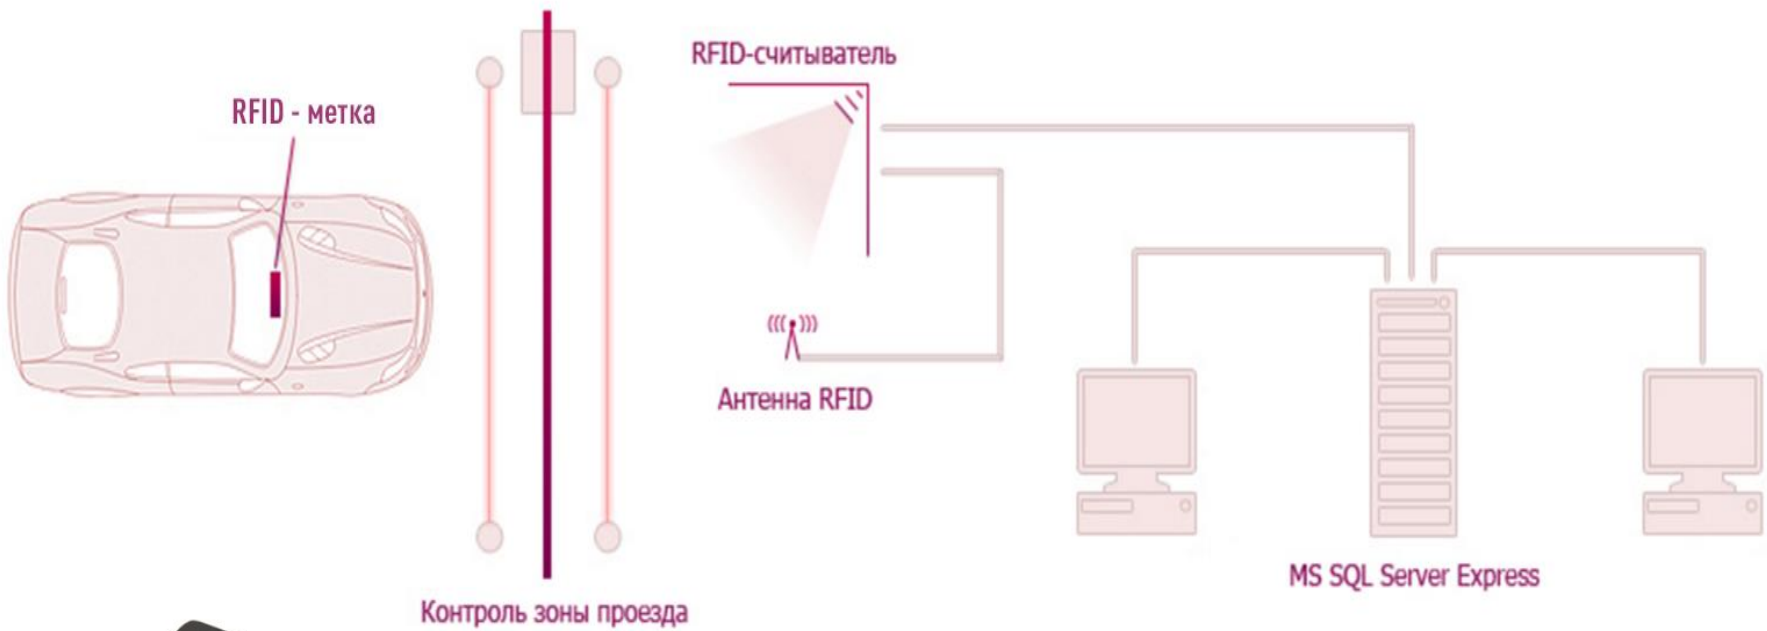 RFID-считыватель
RFID - метка
Антенна RFID
MS SQL Server Express
Контроль зоны проезда